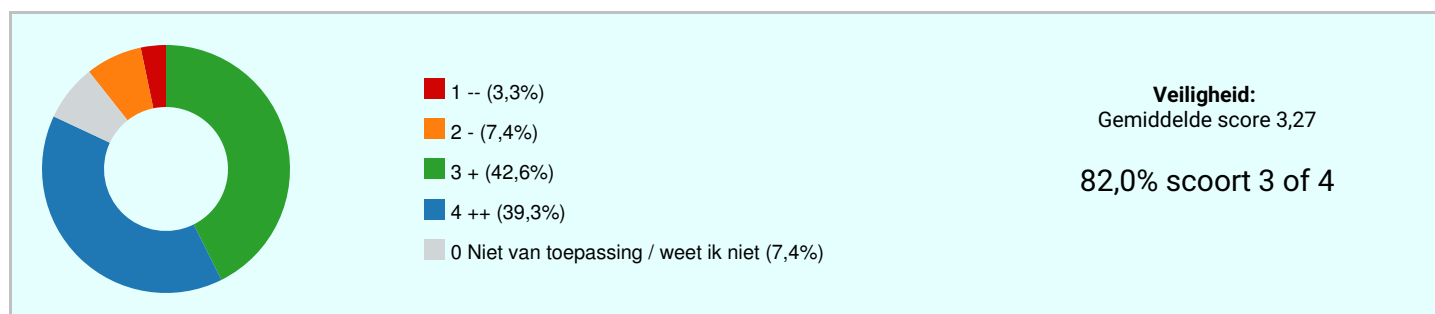 1 -- (3,3%)
2 - (7,4%)
3 + (42,6%)
4 ++ (39,3%)
0 Niet van toepassing / weet ik niet (7,4%)
Veiligheid:
Gemiddelde score 3,27
82,0% scoort 3 of 4